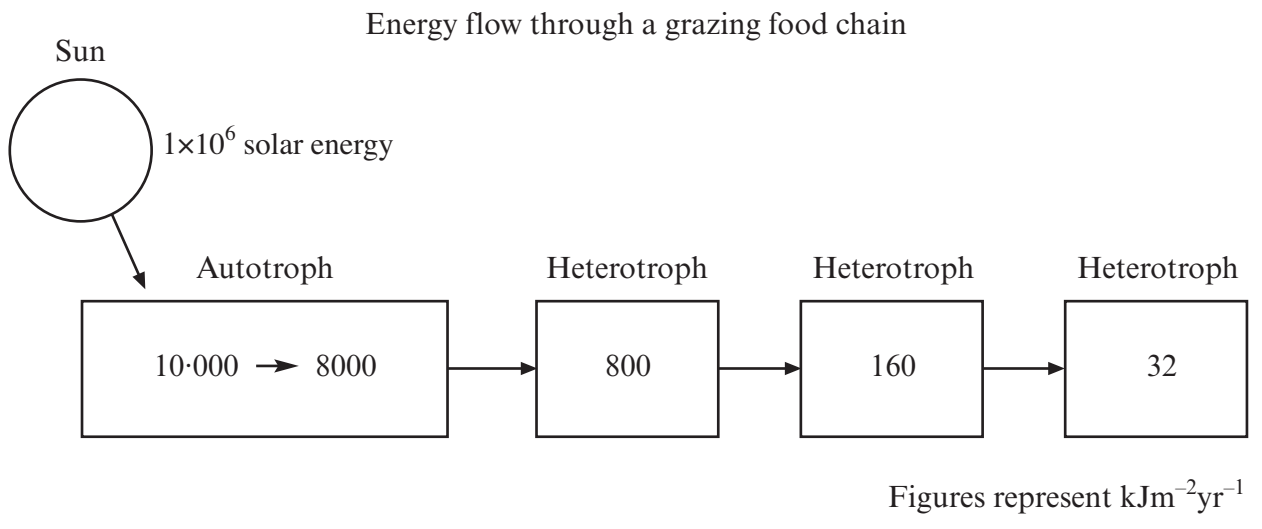 Energy flow through a grazing food chain
Sun
1×10⁶ solar energy
Autotroph
Heterotroph
Heterotroph
Heterotroph
10·000 → 8000
800
160
32
Figures represent kJm⁻²yr⁻¹